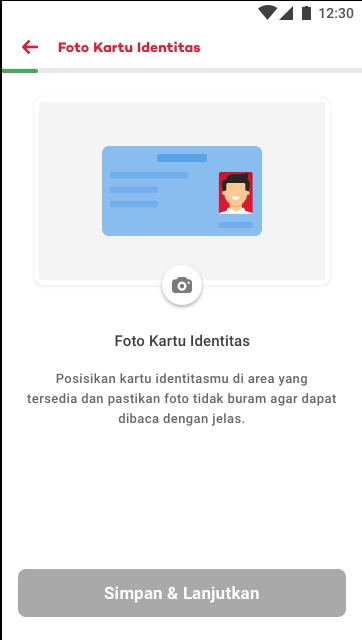 12:30
Foto Kartu Identitas
Foto Kartu Identitas
Posisikan kartu identitasmu di area yang
tersedia dan pastikan foto tidak buram agar dapat
dibaca dengan jelas.
Simpan & Lanjutkan